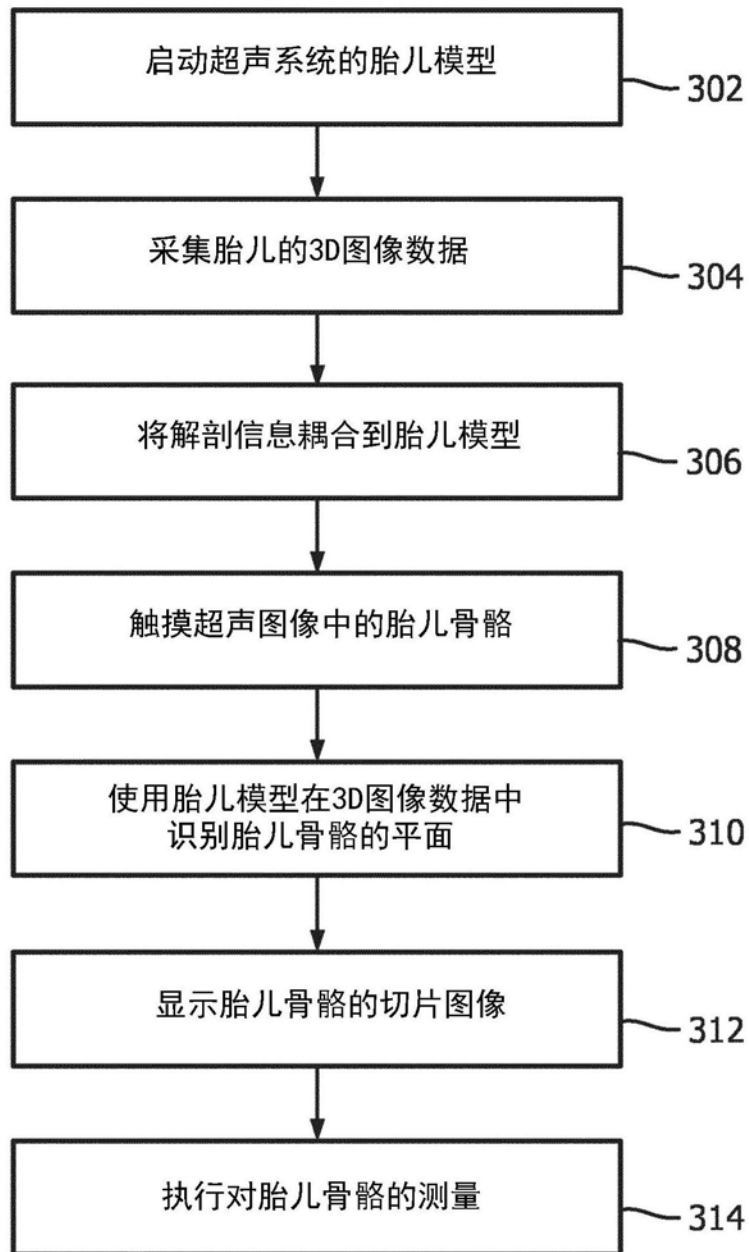 启动超声系统的胎儿模型
302
采集胎儿的3D图像数据
304
将解剖信息耦合到胎儿模型
306
触摸超声图像中的胎儿骨骼
308
使用胎儿模型在3D图像数据中
识别胎儿骨骼的平面
310
显示胎儿骨骼的切片图像
312
执行对胎儿骨骼的测量
314